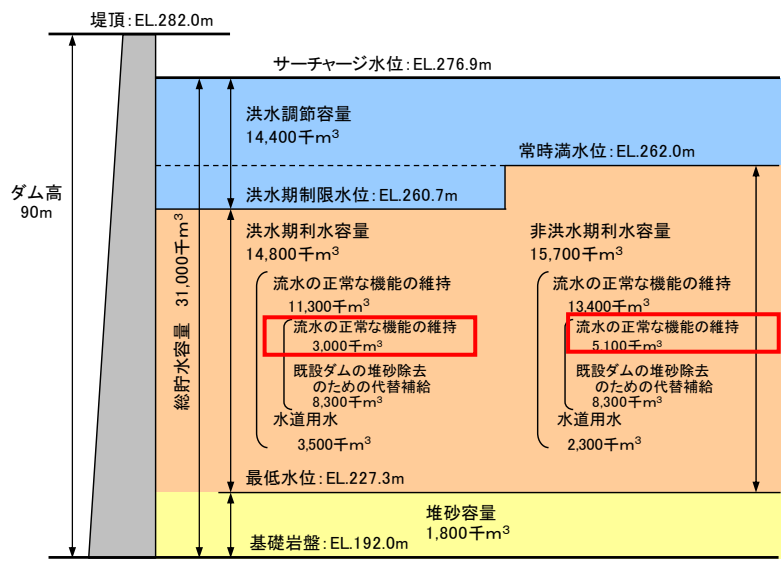 堤頂：EL.282.0m
サーチャージ水位：EL.276.9m
洪水調節容量
14,400千m³
常時満水位：EL.262.0m
ダム高
90m
洪水期制限水位：EL.260.7m
総貯水容量 31,000千m³
洪水期利水容量
14,800千m³
流水の正常な機能の維持
11,300千m³
流水の正常な機能の維持
3,000千m³
既設ダムの堆砂除去
のための代替補給
8,300千m³
水道用水
3,500千m³
非洪水期利水容量
15,700千m³
流水の正常な機能の維持
13,400千m³
流水の正常な機能の維持
5,100千m³
既設ダムの堆砂除去
のための代替補給
8,300千m³
水道用水
2,300千m³
最低水位：EL.227.3m
堆砂容量
1,800千m³
基礎岩盤：EL.192.0m